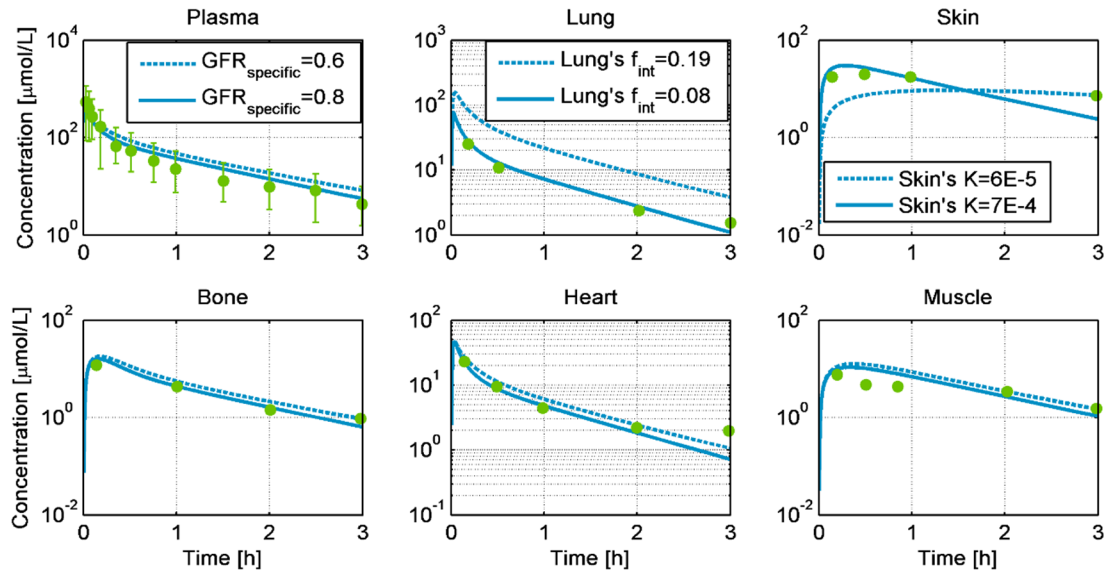 Plasma
Lung
Skin
Concentration [μmol/L]
10^4
10^2
10^0
GFR_specific=0.6
GFR_specific=0.8
0
1
2
3
10^3
10^2
10^1
10^0
Lung's f_int=0.19
Lung's f_int=0.08
0
1
2
3
10^2
10^0
10^-2
Skin's K=6E-5
Skin's K=7E-4
0
1
2
3
Bone
Heart
Muscle
Concentration [μmol/L]
10^2
10^0
10^-2
0
1
2
3
Time [h]
10^2
10^1
10^0
10^-1
0
1
2
3
Time [h]
10^2
10^0
10^-2
0
1
2
3
Time [h]